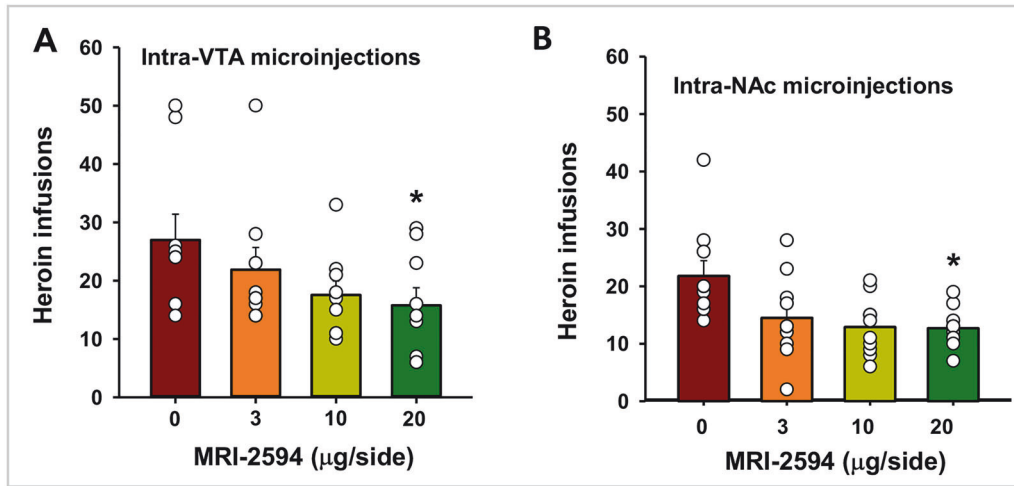 A
Intra-VTA microinjections
Heroin infusions
60
50
40
30
20
10
0
*
0 3 10 20
MRI-2594 (μg/side)
B
Intra-NAc microinjections
Heroin infusions
60
50
40
30
20
10
0
*
0 3 10 20
MRI-2594 (μg/side)